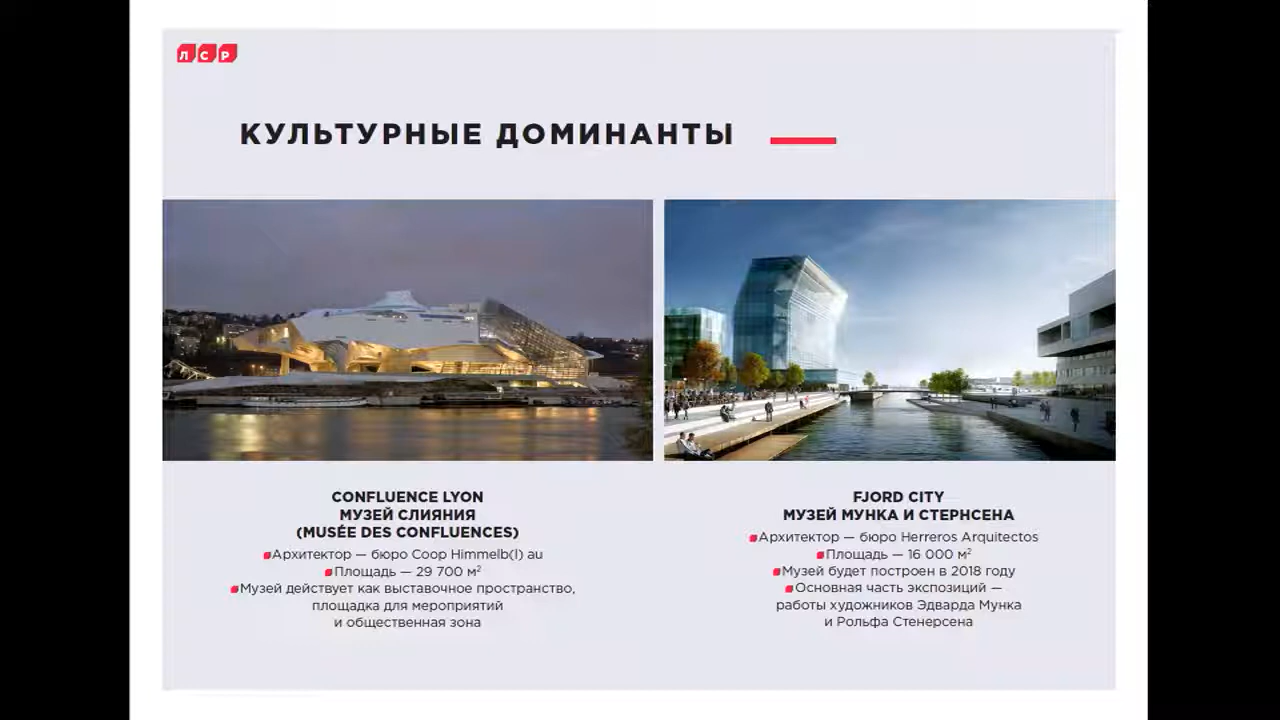 ЛСР
КУЛЬТУРНЫЕ ДОМИНАНТЫ
CONFLUENCE LYON
МУЗЕЙ СЛИЯНИЯ
(MUSÉE DES CONFLUENCES)
Архитектор — бюро Coop Himmelb(l) au
Площадь — 29 700 м²
Музей действует как выставочное пространство,
площадка для мероприятий
и общественная зона
FJORD CITY
МУЗЕЙ МУНКА И СТЕРНСЕНА
Архитектор — бюро Herreros Arquitectos
Площадь — 16 000 м²
Музей будет построен в 2018 году
Основная часть экспозиций —
работы художников Эдварда Мунка
и Рольфа Стенерсена